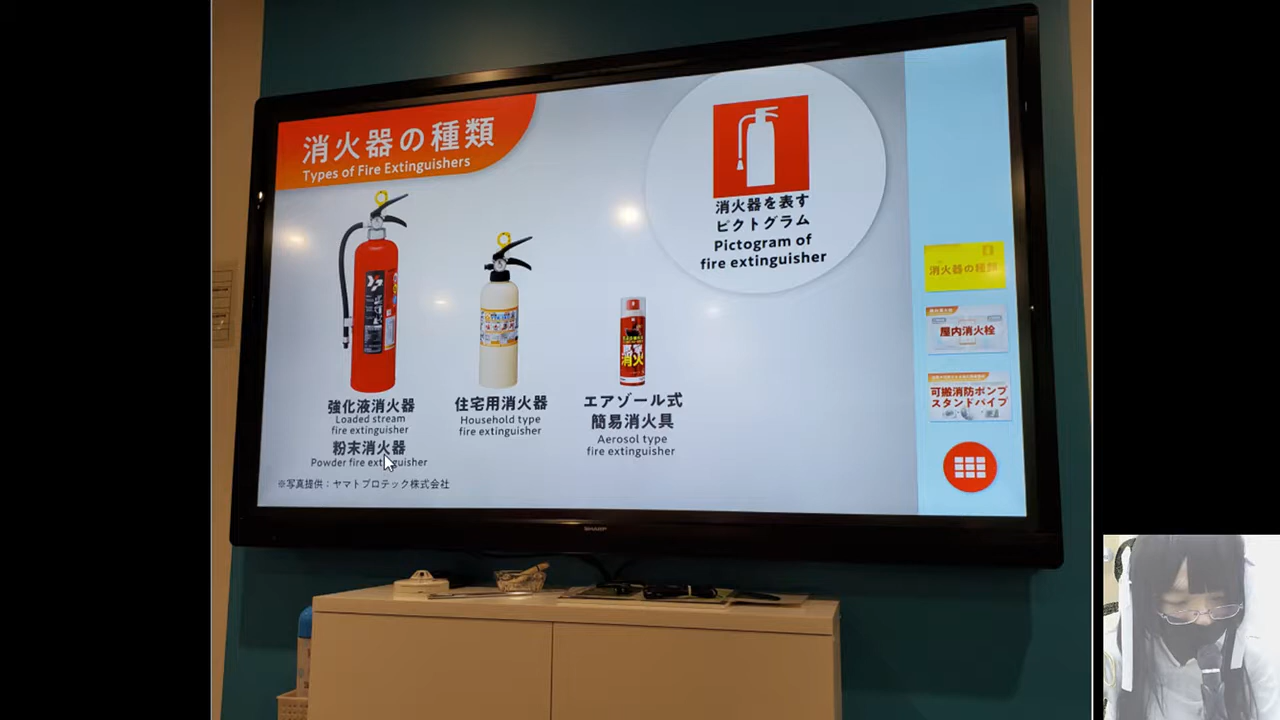 消火器の種類
Types of Fire Extinguishers
消火器を表す
ピクトグラム
Pictogram of
fire extinguisher
強化液消火器
Loaded stream
fire extinguisher
粉末消火器
Powder fire extinguisher
住宅用消火器
Household type
fire extinguisher
消火
エアゾール式
簡易消火具
Aerosol type
fire extinguisher
※写真提供：ヤマトプロテック株式会社
消火器の種類
屋内消火栓
可搬消防ポンプ
スタンドパイプ
SHARP